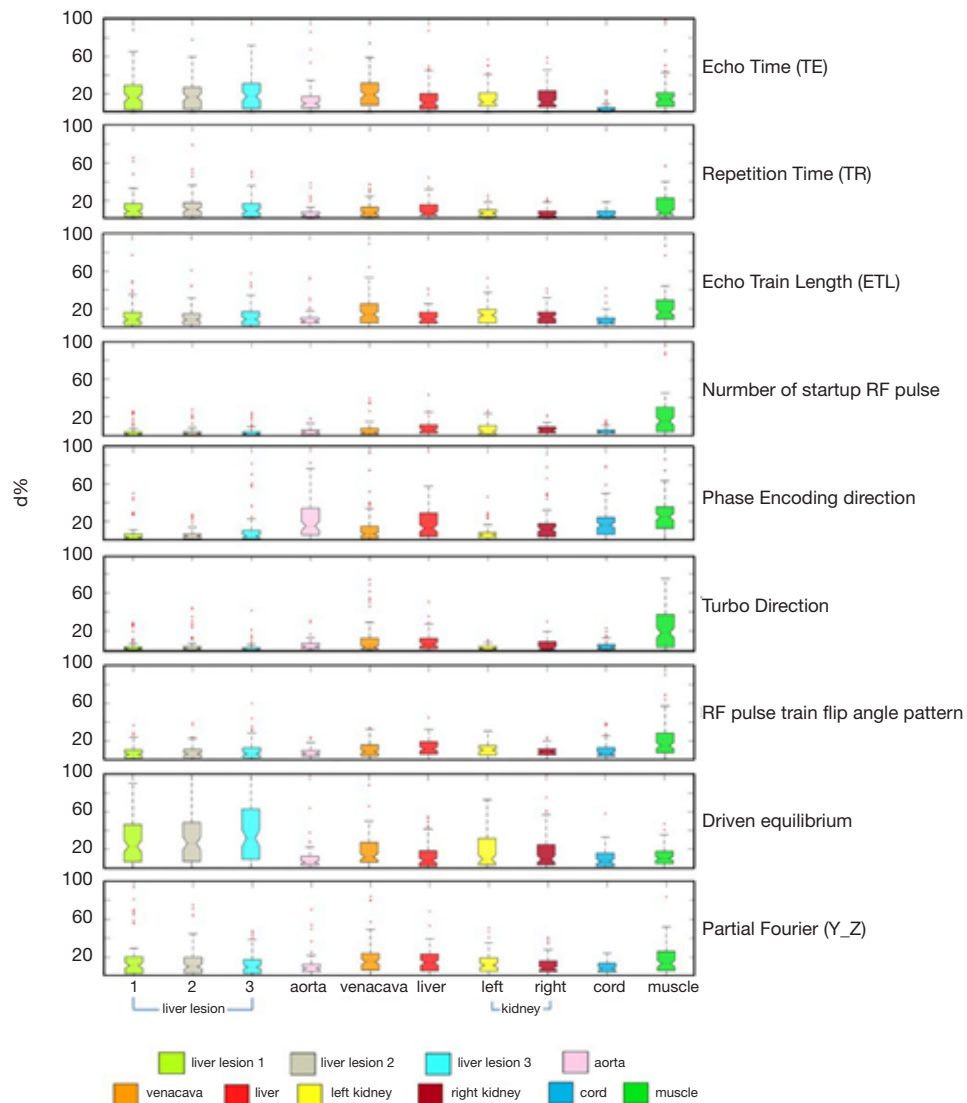 100
60
20
Echo Time (TE)
100
60
20
Repetition Time (TR)
100
60
20
Echo Train Length (ETL)
100
60
20
Nurmber of startup RF pulse
d%
100
60
20
Phase Encoding direction
100
60
20
Turbo Direction
100
60
20
RF pulse train flip angle pattern
100
60
20
Driven equilibrium
100
60
20
Partial Fourier (Y_Z)
1 2 3 aorta venacava liver left right cord muscle
liver lesion kidney
liver lesion 1 liver lesion 2 liver lesion 3 aorta
venacava liver left kidney right kidney cord muscle